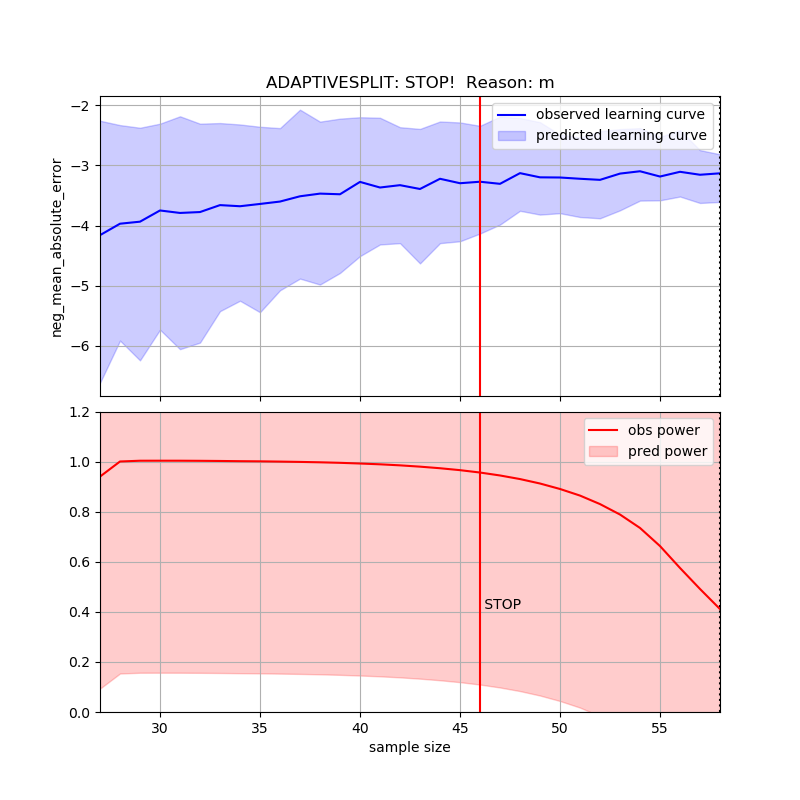 ADAPTIVESPLIT: STOP!  Reason: m
neg_mean_absolute_error
−2
−3
−4
−5
−6
observed learning curve
predicted learning curve
1.2
1.0
0.8
0.6
0.4
0.2
0.0
obs power
pred power
STOP
30
35
40
45
50
55
sample size